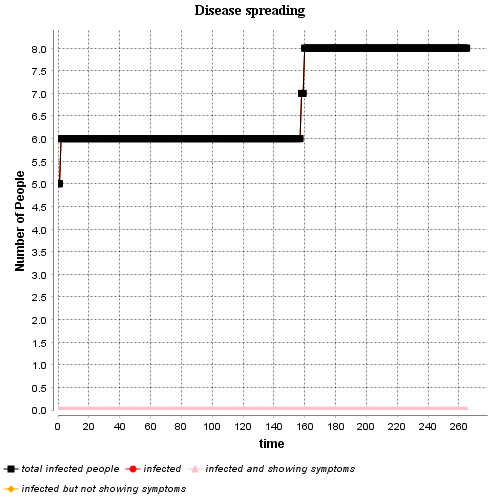 Disease spreading
8.0
7.5
7.0
6.5
6.0
5.5
5.0
4.5
4.0
3.5
3.0
2.5
2.0
1.5
1.0
0.5
0.0
Number of People
0 20 40 60 80 100 120 140 160 180 200 220 240 260
time
total infected people infected infected and showing symptoms
infected but not showing symptoms